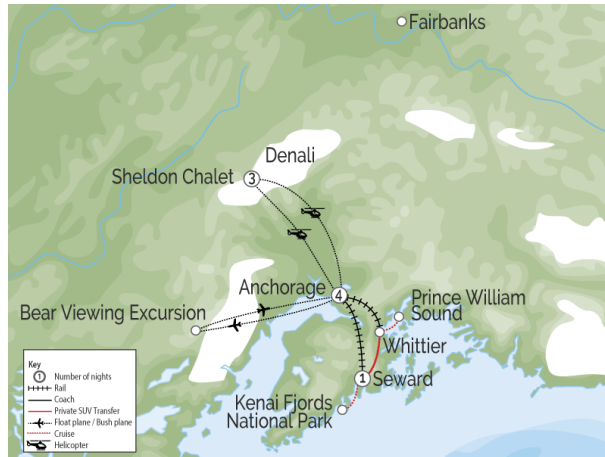 Fairbanks
Denali
Sheldon Chalet
3
Anchorage
4
Bear Viewing Excursion
Prince William
Sound
Whittier
1
Seward
Kenai Fjords
National Park
Key
1 Number of nights
Rail
Coach
Private SUV Transfer
Float plane / Bush plane
Cruise
Helicopter